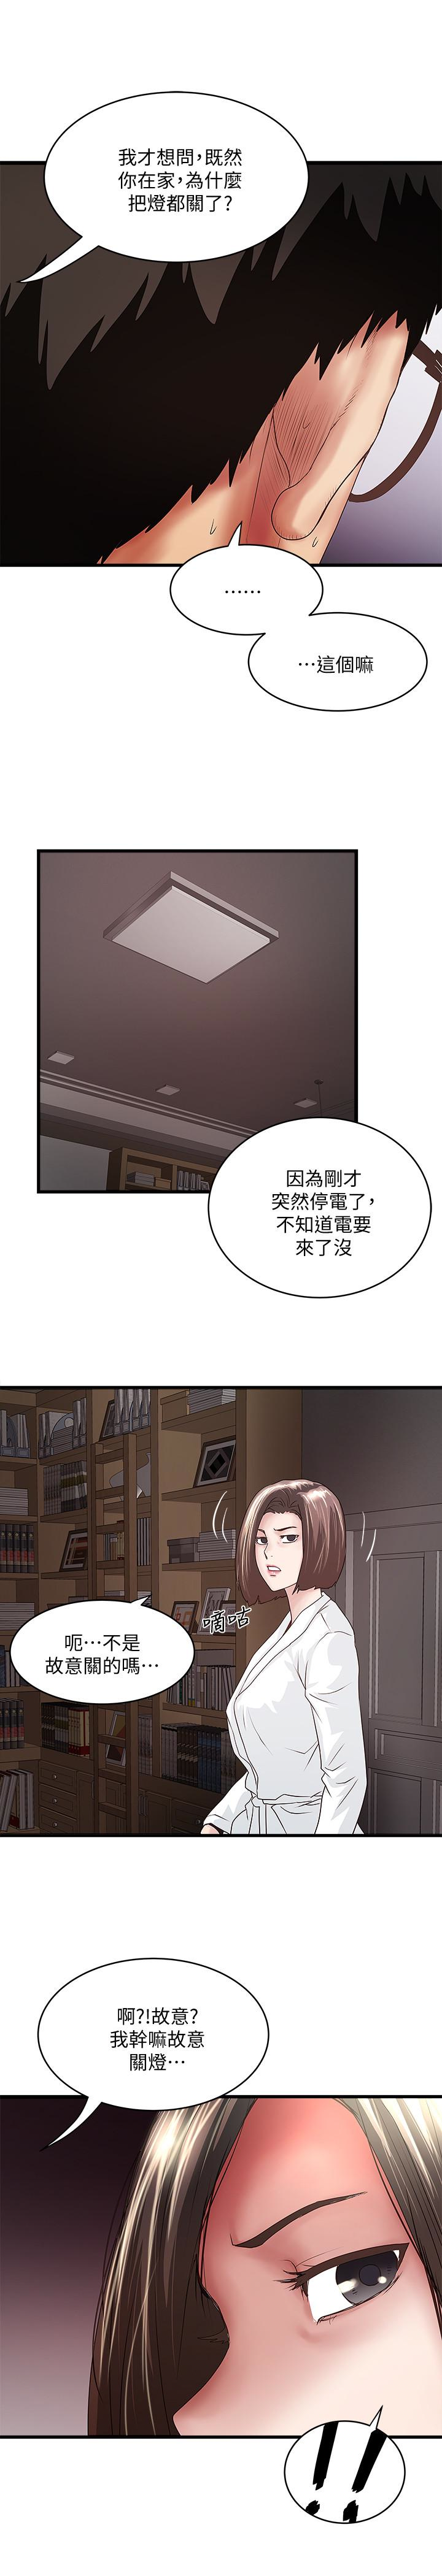 我才想問,既然
你在家,為什麼
把燈都關了?
……
…這個嘛
因為剛才
突然停電了,
不知道電要
來了沒
嘀咕
呃…不是
故意關的嗎…
啊?!故意?
我幹嘛故意
關燈…
!!